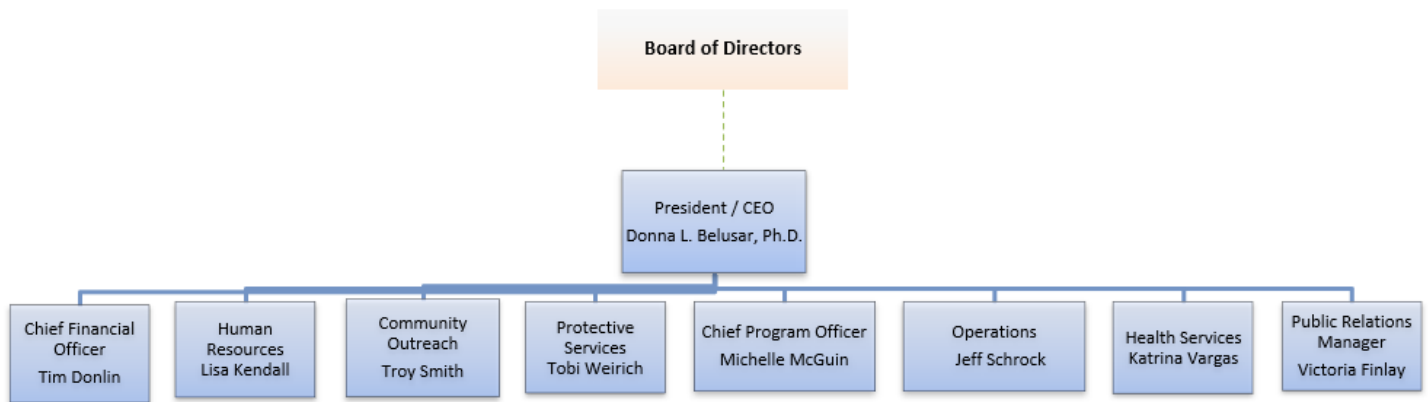 Board of Directors
President / CEO
Donna L. Belusar, Ph.D.
Chief Financial
Officer
Tim Donlin
Human
Resources
Lisa Kendall
Community
Outreach
Troy Smith
Protective
Services
Tobi Weirich
Chief Program Officer
Michelle McGuin
Operations
Jeff Schrock
Health Services
Katrina Vargas
Public Relations
Manager
Victoria Finlay